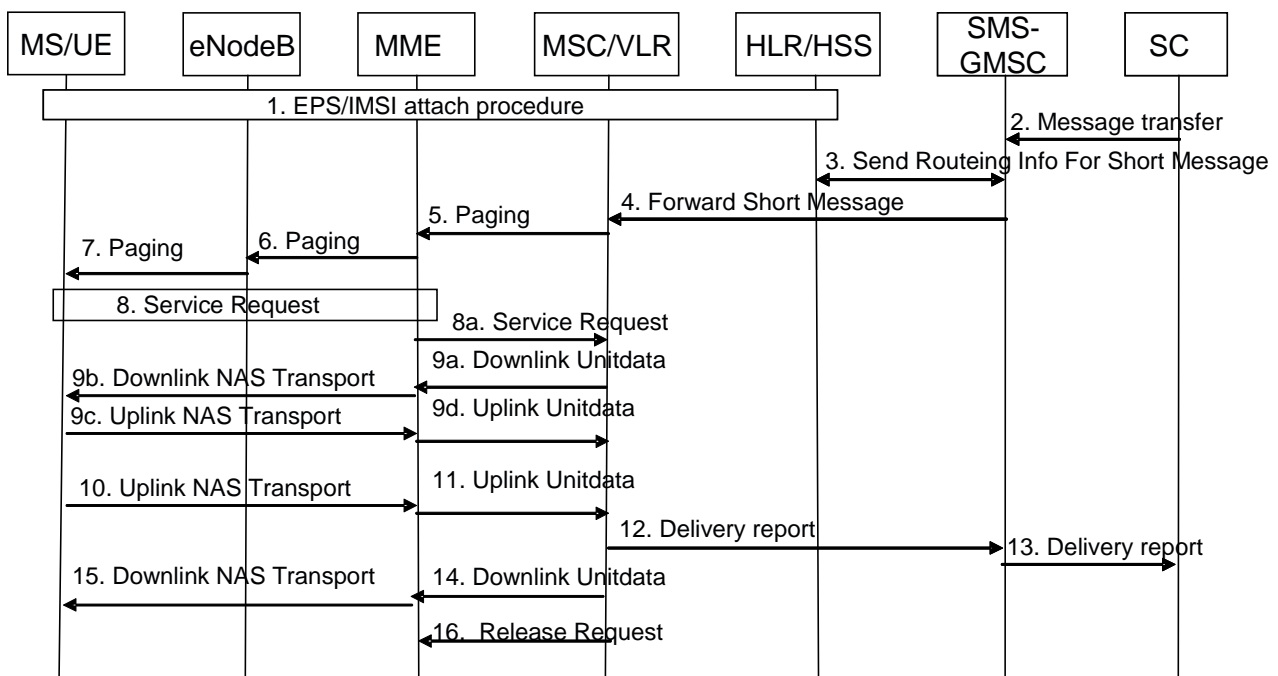 MS/UE
eNodeB
MME
MSC/VLR
HLR/HSS
SMS-
GMSC
SC
1. EPS/IMSI attach procedure
2. Message transfer
3. Send Routeing Info For Short Message
4. Forward Short Message
5. Paging
6. Paging
7. Paging
8. Service Request
8a. Service Request
9a. Downlink Unitdata
9b. Downlink NAS Transport
9c. Uplink NAS Transport
9d. Uplink Unitdata
10. Uplink NAS Transport
11. Uplink Unitdata
12. Delivery report
13. Delivery report
15. Downlink NAS Transport
14. Downlink Unitdata
16. Release Request